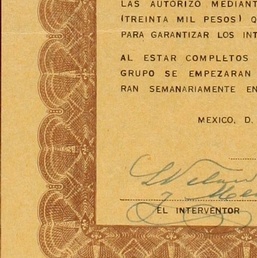 LAS AUTORIZO MEDIANT
(TREINTA MIL PESOS) Q
PARA GARANTIZAR LOS INT
AL ESTAR COMPLETOS
GRUPO SE EMPEZARAN
RAN SEMANARIAMENTE EN
MEXICO, D.
EL INTERVENTOR